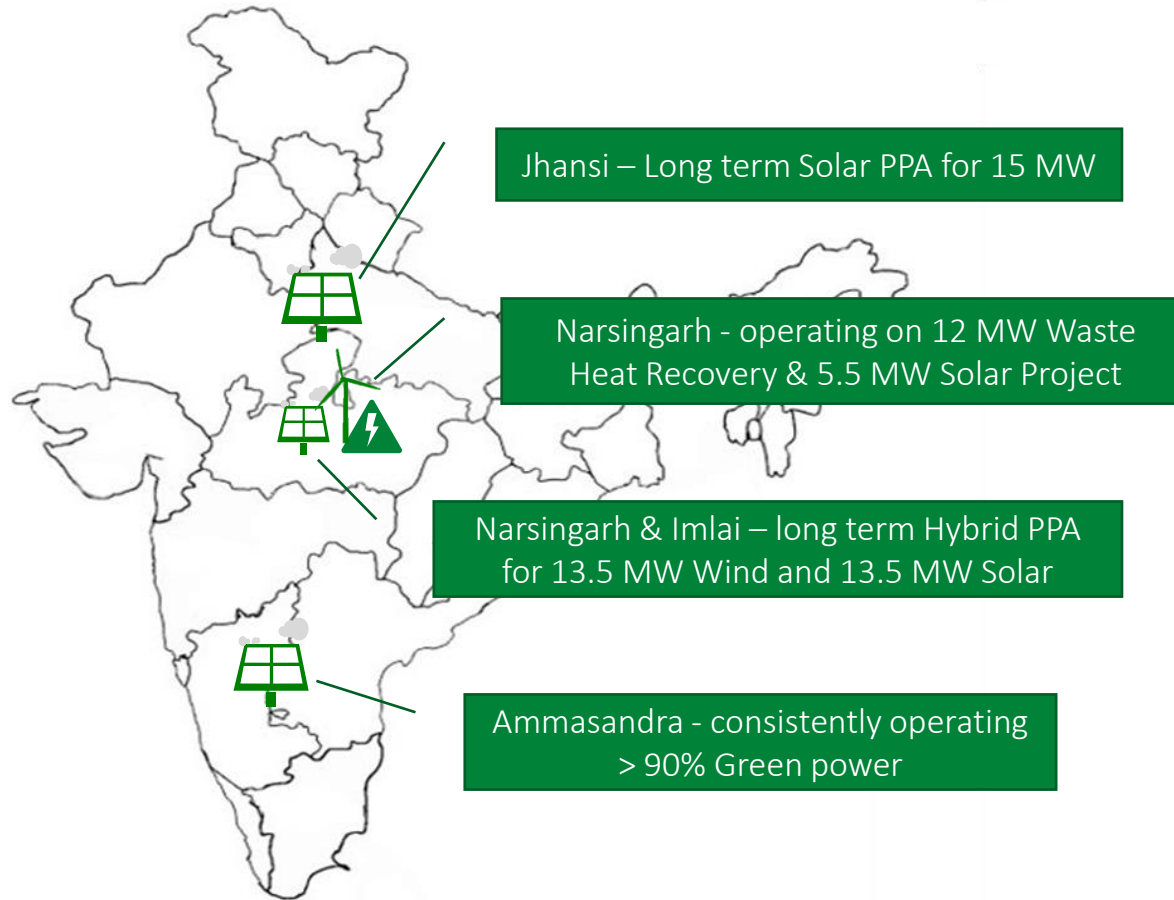 Jhansi – Long term Solar PPA for 15 MW
Narsingarh - operating on 12 MW Waste
Heat Recovery & 5.5 MW Solar Project
Narsingarh & Imlai – long term Hybrid PPA
for 13.5 MW Wind and 13.5 MW Solar
Ammasandra - consistently operating
> 90% Green power